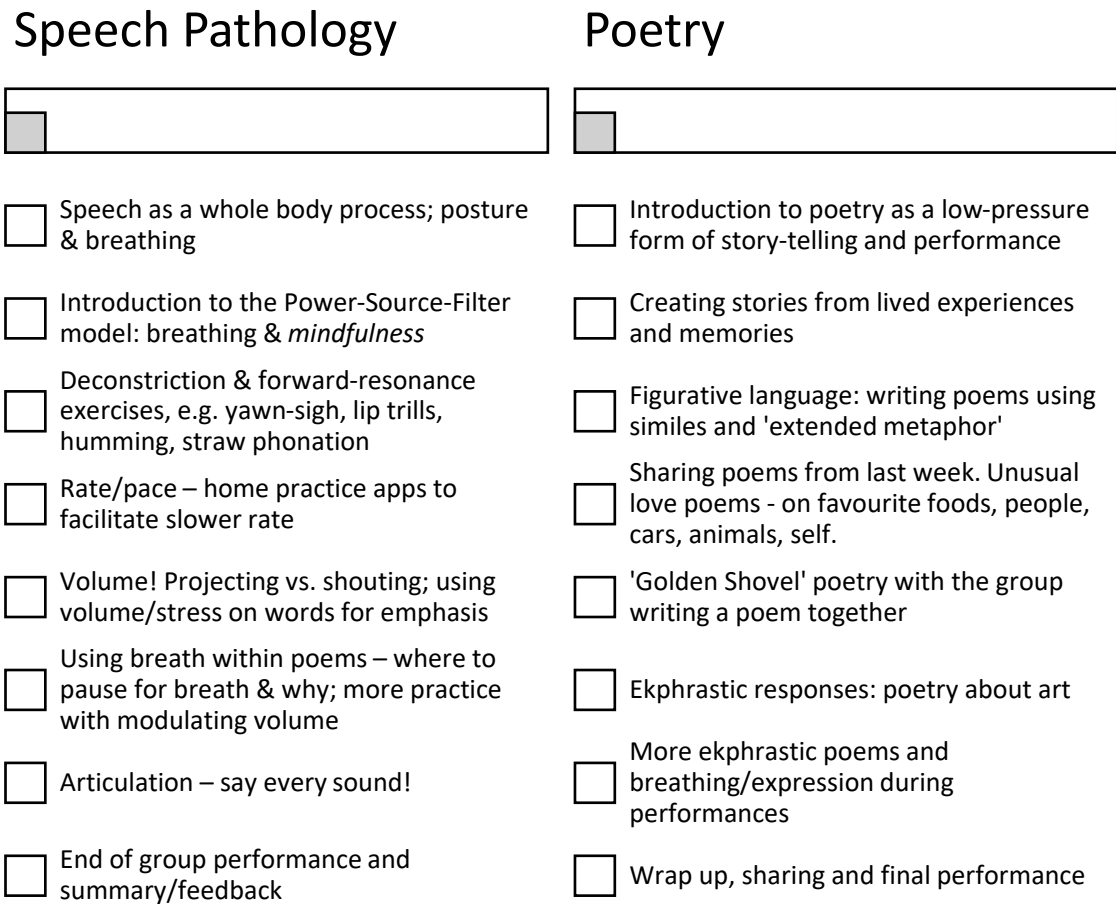 Speech Pathology
Speech as a whole body process; posture
& breathing
Introduction to the Power-Source-Filter
model: breathing & mindfulness
Deconstriction & forward-resonance
exercises, e.g. yawn-sigh, lip trills,
humming, straw phonation
Rate/pace – home practice apps to
facilitate slower rate
Volume! Projecting vs. shouting; using
volume/stress on words for emphasis
Using breath within poems – where to
pause for breath & why; more practice
with modulating volume
Articulation – say every sound!
End of group performance and
summary/feedback
Poetry
Introduction to poetry as a low-pressure
form of story-telling and performance
Creating stories from lived experiences
and memories
Figurative language: writing poems using
similes and 'extended metaphor'
Sharing poems from last week. Unusual
love poems - on favourite foods, people,
cars, animals, self.
'Golden Shovel' poetry with the group
writing a poem together
Ekphrastic responses: poetry about art
More ekphrastic poems and
breathing/expression during
performances
Wrap up, sharing and final performance